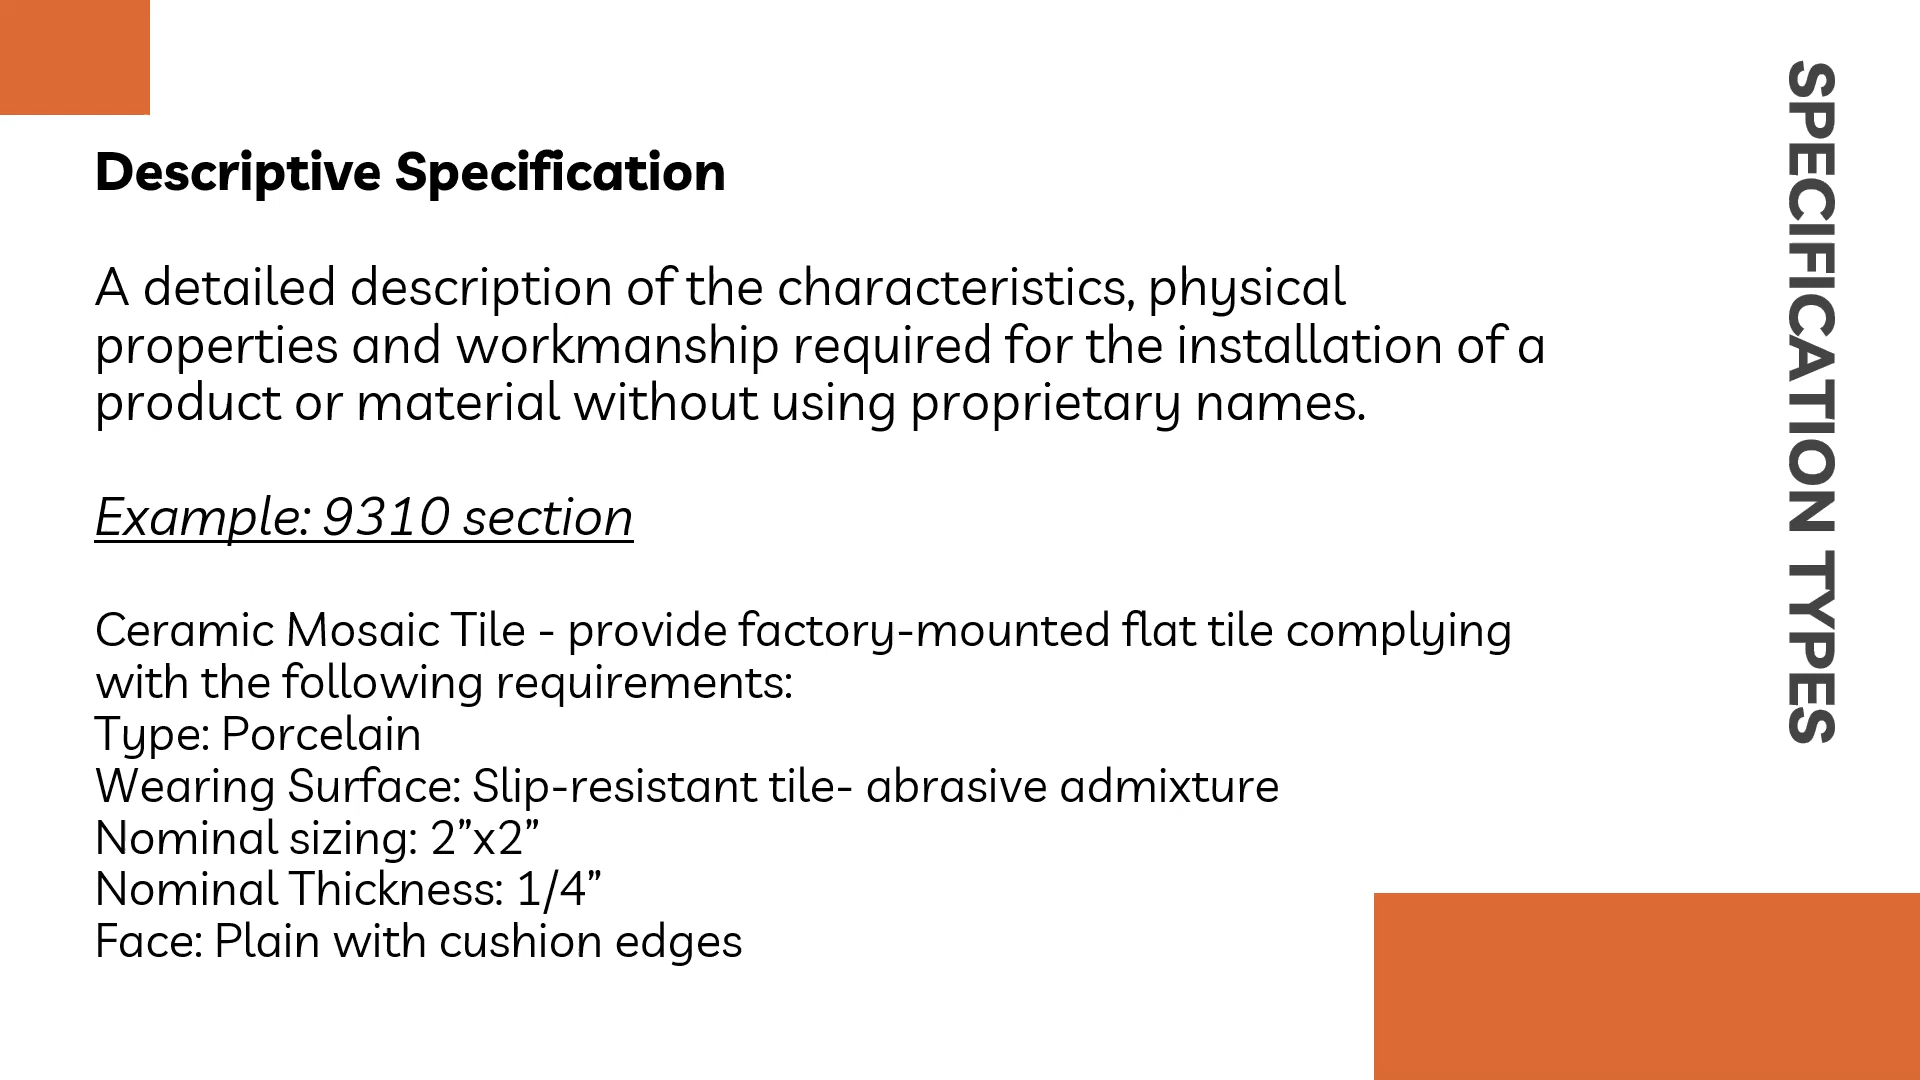 Descriptive Specification
A detailed description of the characteristics, physical
properties and workmanship required for the installation of a
product or material without using proprietary names.
Example: 9310 section
Ceramic Mosaic Tile - provide factory-mounted flat tile complying
with the following requirements:
Type: Porcelain
Wearing Surface: Slip-resistant tile- abrasive admixture
Nominal sizing: 2”x2”
Nominal Thickness: 1/4”
Face: Plain with cushion edges
SPECIFICATION TYPES